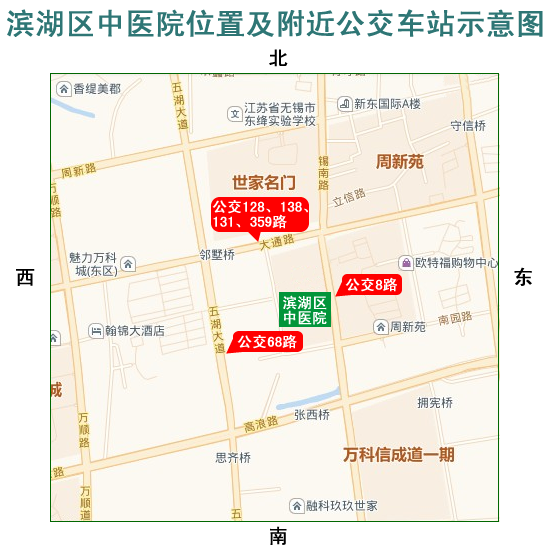 滨湖区中医院位置及附近公交车站示意图
北
香缇美郡
五湖大道
江苏省无锡市
东绛实验学校
新东国际A楼
守信桥
周新路
世家名门
锡南路
周新苑
万顺路
立信路
公交128、138、
131、359路
大通路
魅力万科
城(东区)
邻墅桥
欧特福购物中心
西
东
公交8路
滨湖区
中医院
五湖大道
翰锦大酒店
公交68路
周新苑
南园路
城
万顺路
高浪路
张西桥
拥宪桥
思齐桥
万科信成道一期
路
万顺道
五
融科玖玖世家
南